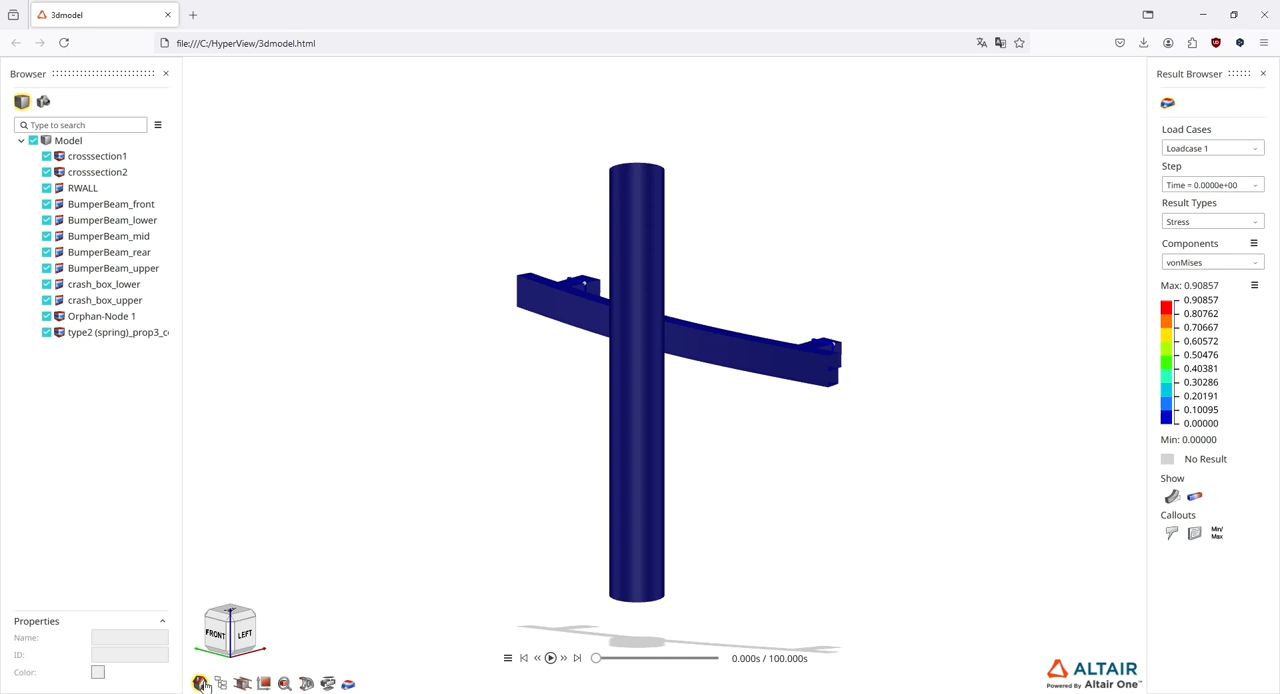 3dmodel
file:///C:/HyperView/3dmodel.html
Browser
Type to search
Model
crosssection1
crosssection2
RWALL
BumperBeam_front
BumperBeam_lower
BumperBeam_mid
BumperBeam_rear
BumperBeam_upper
crash_box_lower
crash_box_upper
Orphan-Node 1
type2 (spring)_prop3_c
Properties
Name:
ID:
Color:
FRONT
LEFT
0.000s / 100.000s
ALTAIR
Powered By Altair One™
Result Browser
Load Cases
Loadcase 1
Step
Time = 0.0000e+00
Result Types
Stress
Components
vonMises
Max: 0.90857
0.90857
0.80762
0.70667
0.60572
0.50476
0.40381
0.30286
0.20191
0.10095
0.00000
Min: 0.00000
No Result
Show
Callouts
Min/
Max